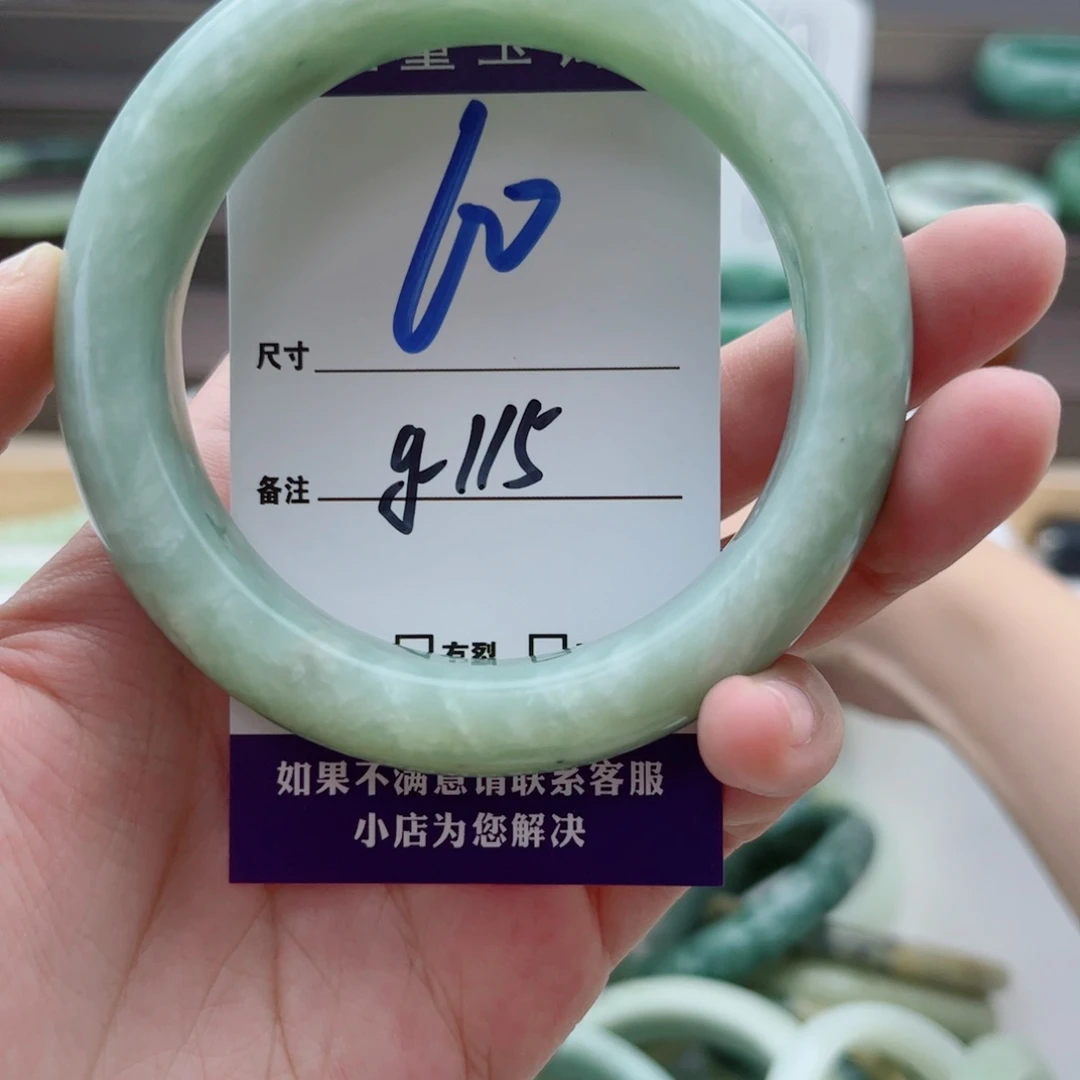 60
尺寸
g115
备注
有裂
如果不满意请联系客服
小店为您解决